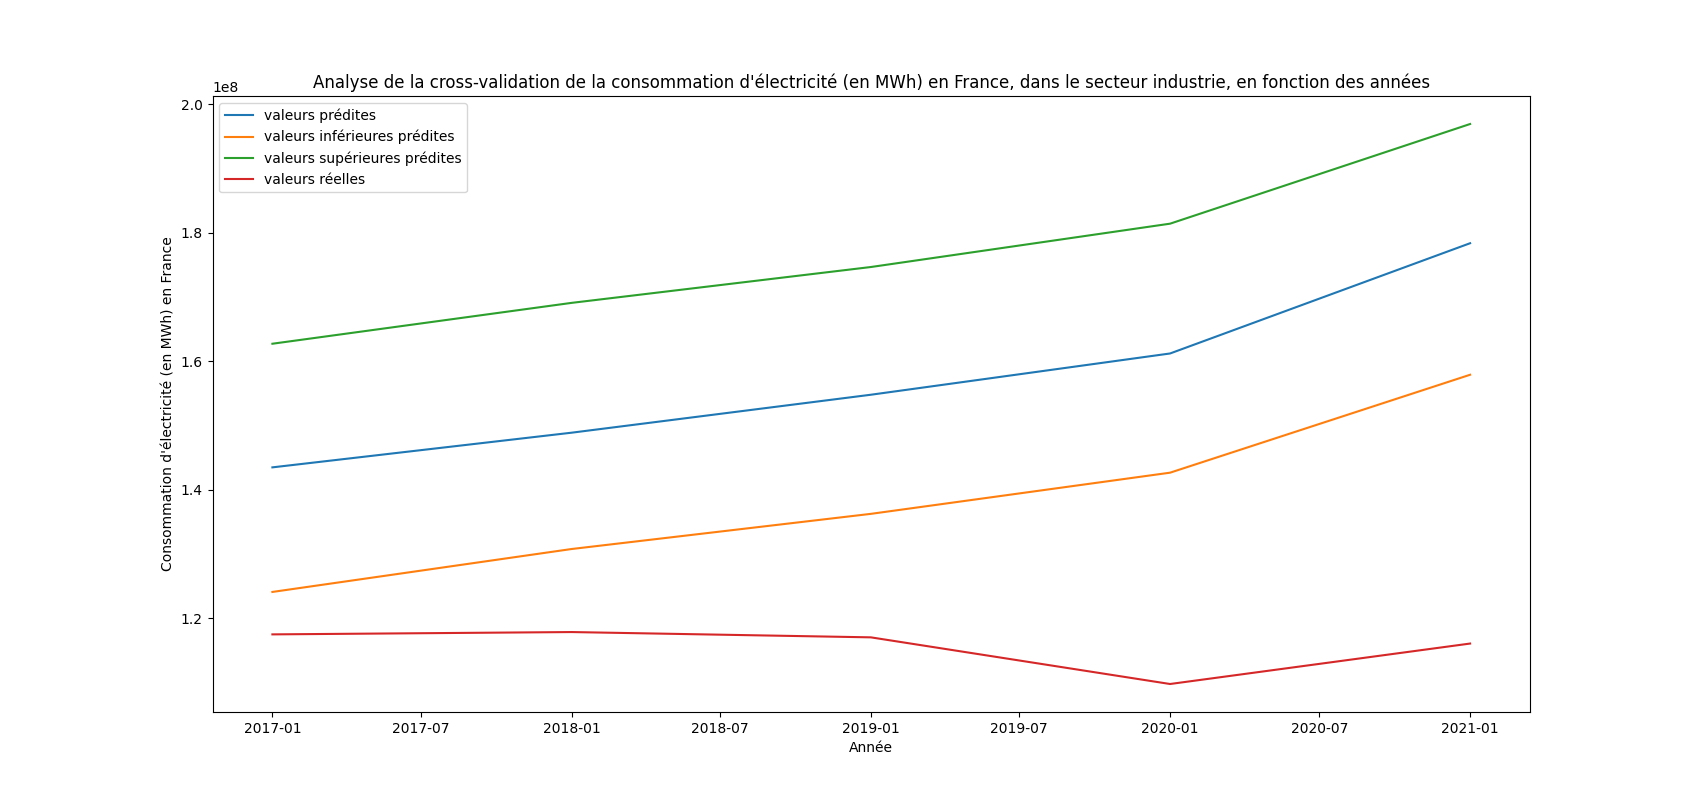 Analyse de la cross-validation de la consommation d'électricité (en MWh) en France, dans le secteur industrie, en fonction des années
1e8
valeurs prédites
valeurs inférieures prédites
valeurs supérieures prédites
valeurs réelles
2.0
1.8
1.6
1.4
1.2
Consommation d'électricité (en MWh) en France
2017-01 2017-07 2018-01 2018-07 2019-01 2019-07 2020-01 2020-07 2021-01
Année